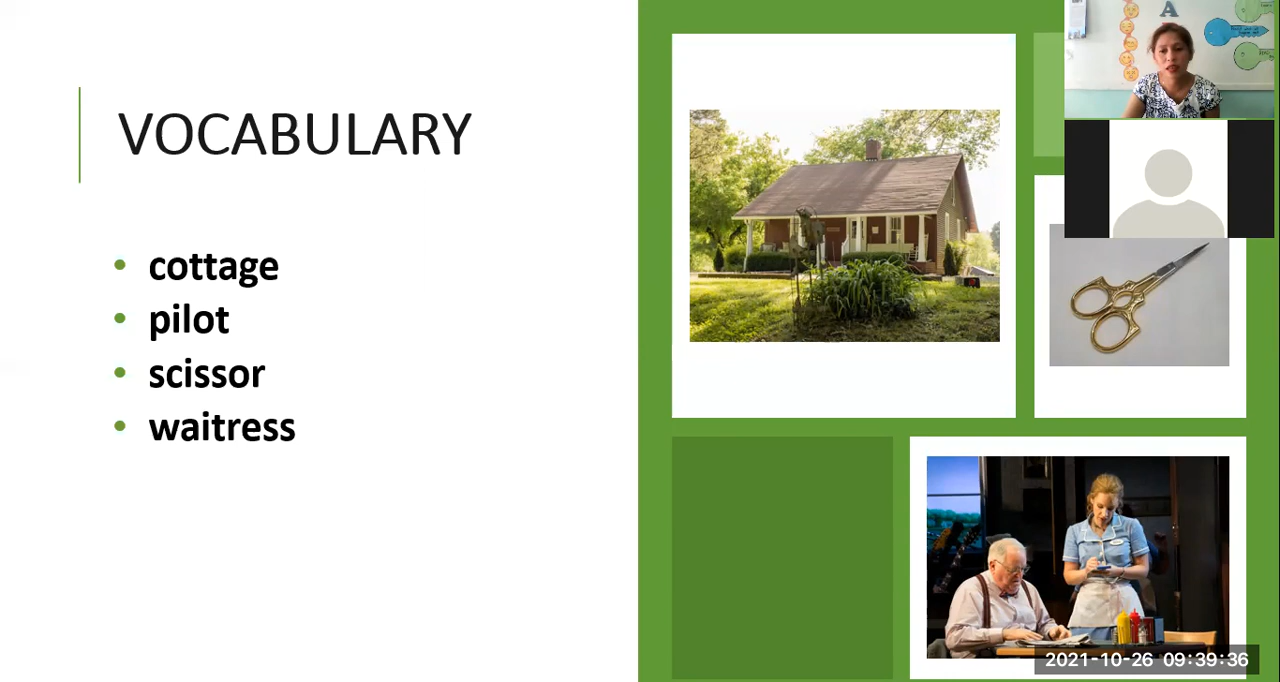 VOCABULARY
cottage
pilot
scissor
waitress
A
2021-10-26 09:39:36